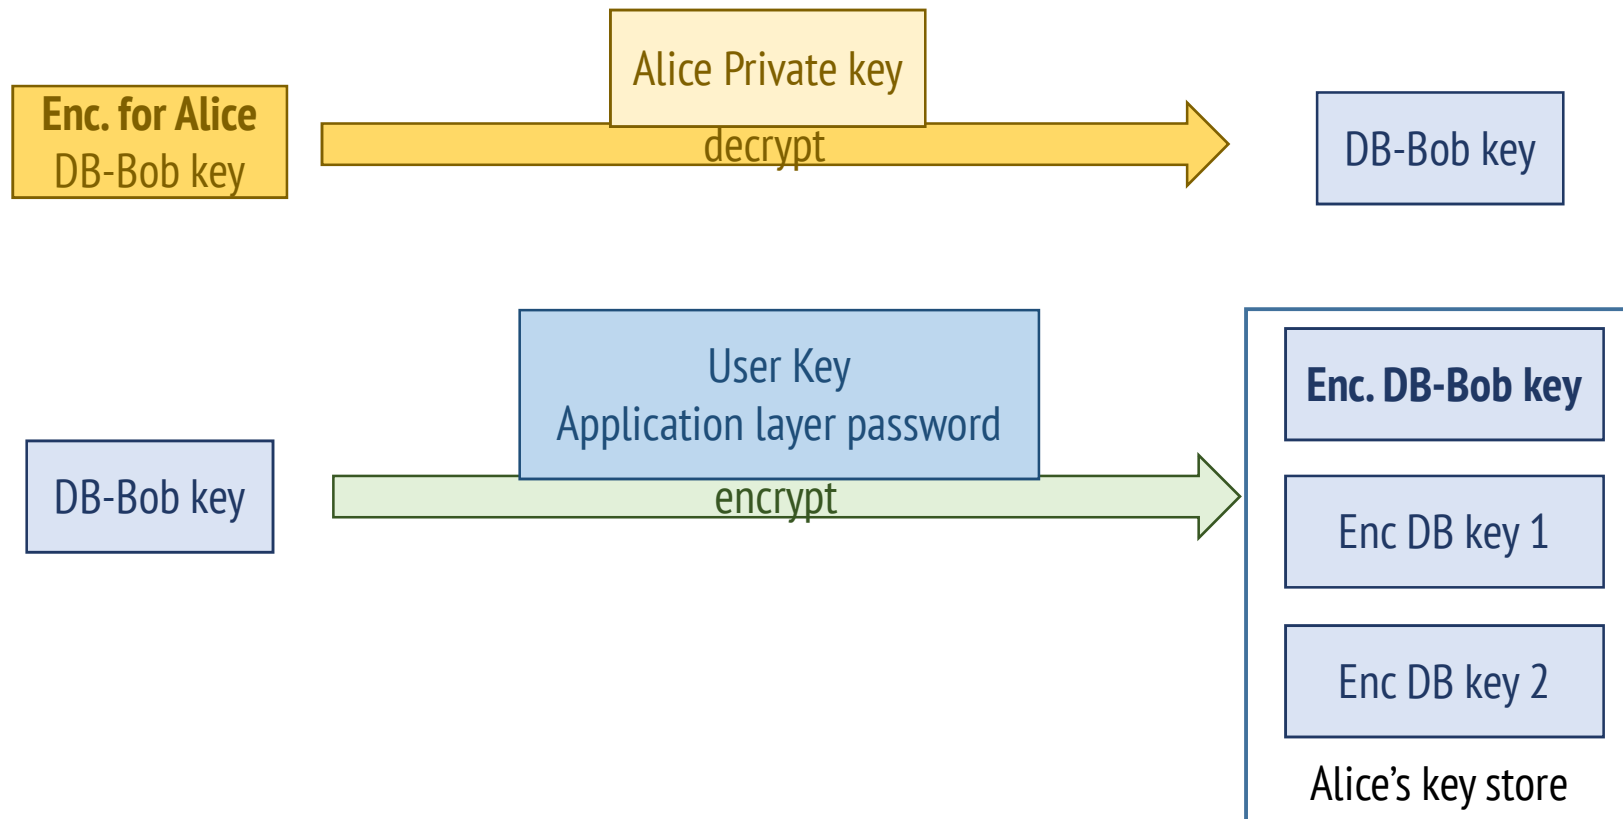 Alice Private key
Enc. for Alice
DB-Bob key
decrypt
DB-Bob key
User Key
Application layer password
DB-Bob key
encrypt
Enc. DB-Bob key
Enc DB key 1
Enc DB key 2
Alice’s key store